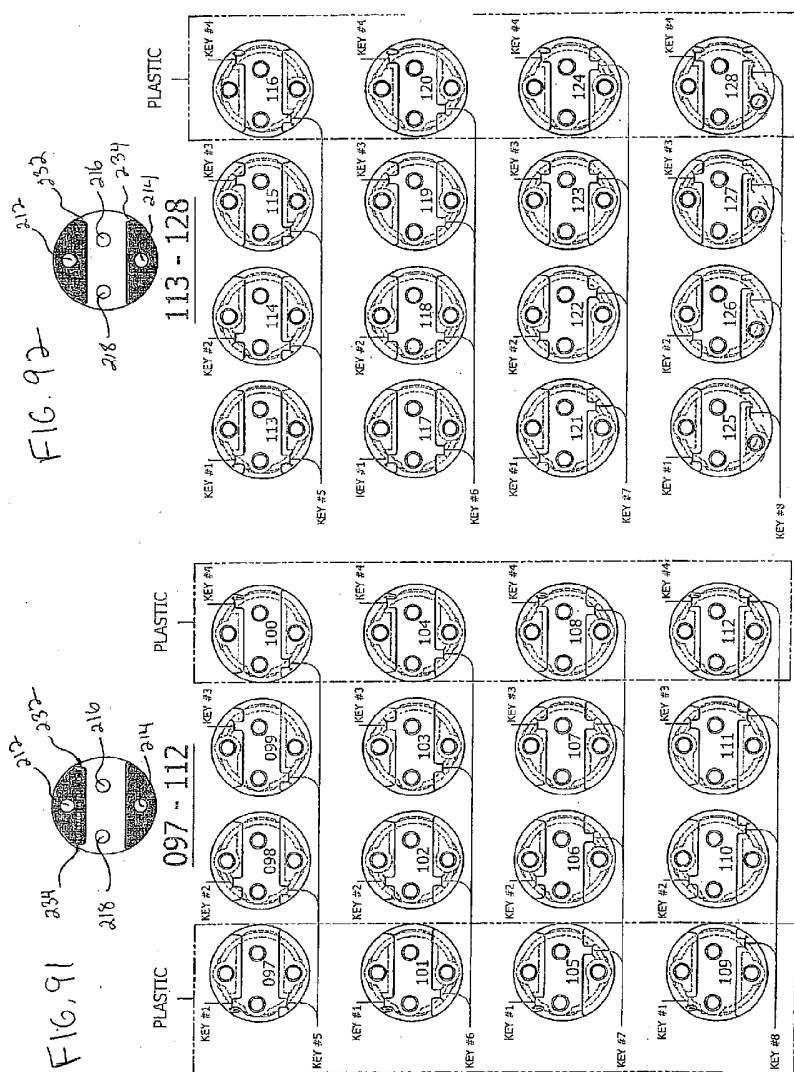 FIG. 91
234
212
232
218
216
214
097 - 112
PLASTIC
PLASTIC
KEY #1
KEY #2
KEY #3
KEY #4
097
098
099
100
KEY #5
KEY #1
KEY #2
KEY #3
KEY #4
101
102
103
104
KEY #6
KEY #1
KEY #2
KEY #3
KEY #4
105
106
107
108
KEY #7
KEY #1
KEY #2
KEY #3
KEY #4
109
110
111
112
KEY #8
FIG. 92
212
232
218
216
234
214
113 - 128
PLASTIC
KEY #1
KEY #2
KEY #3
KEY #4
113
114
115
116
KEY #5
KEY #1
KEY #2
KEY #3
KEY #4
117
118
119
120
KEY #6
KEY #1
KEY #2
KEY #3
KEY #4
121
122
123
124
KEY #7
KEY #1
KEY #2
KEY #3
KEY #4
125
126
127
128
KEY #8